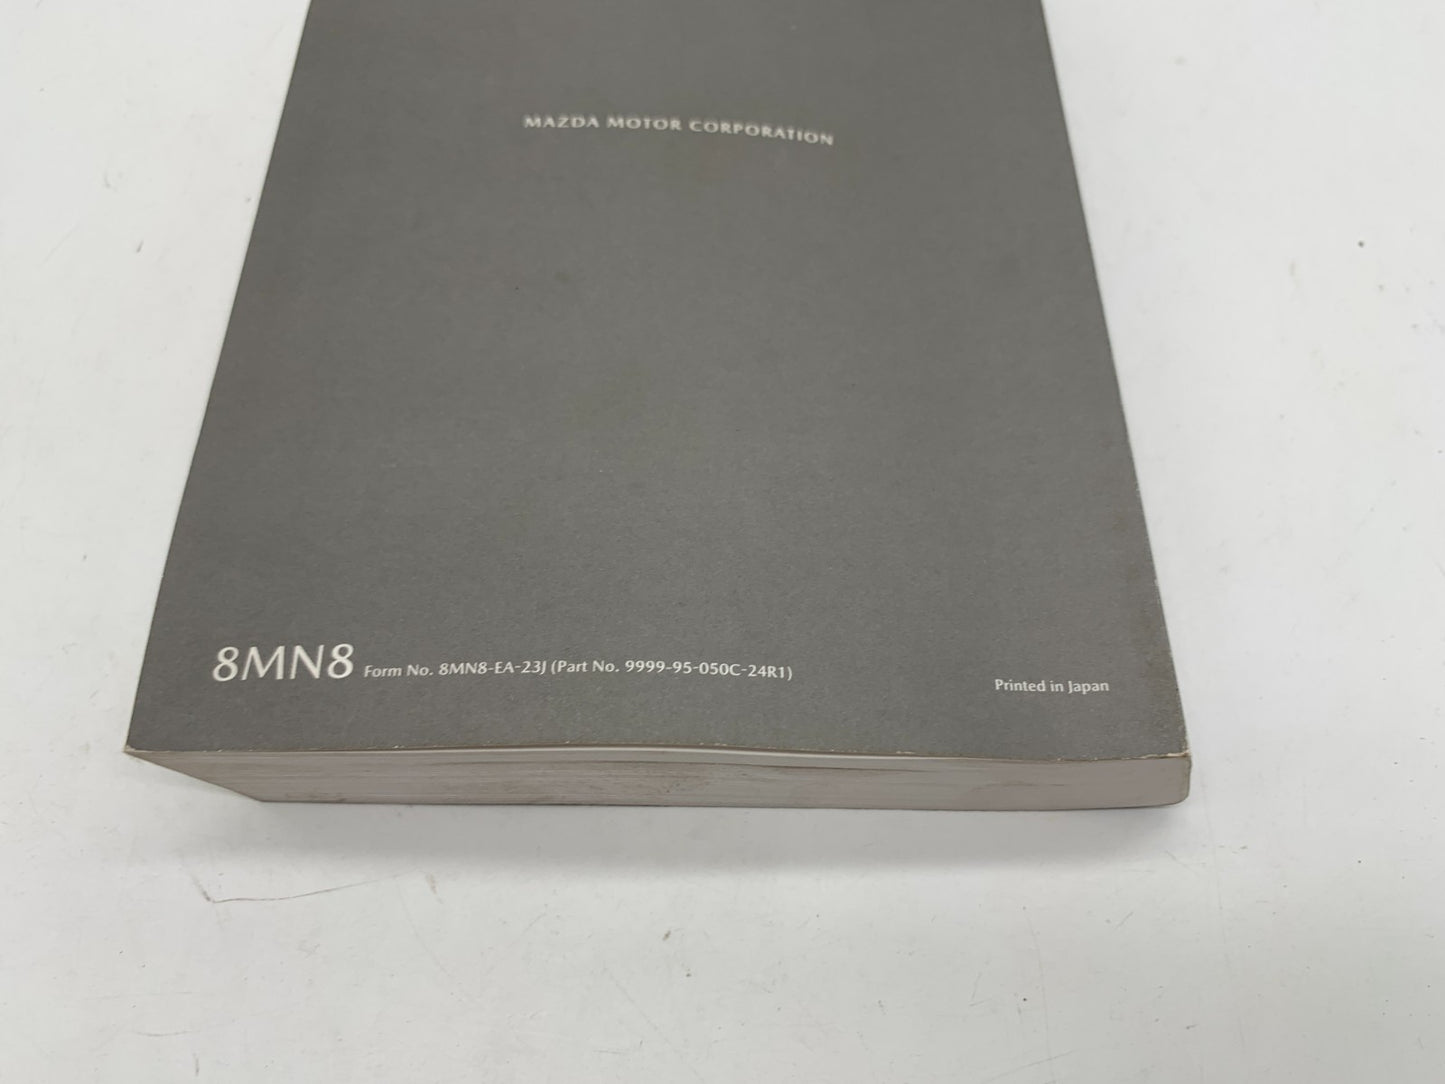 MAZDA MOTOR CORPORATION
8MN8 Form No. 8MN8-EA-23J (Part No. 9999-95-050C-24R1)
Printed in Japan